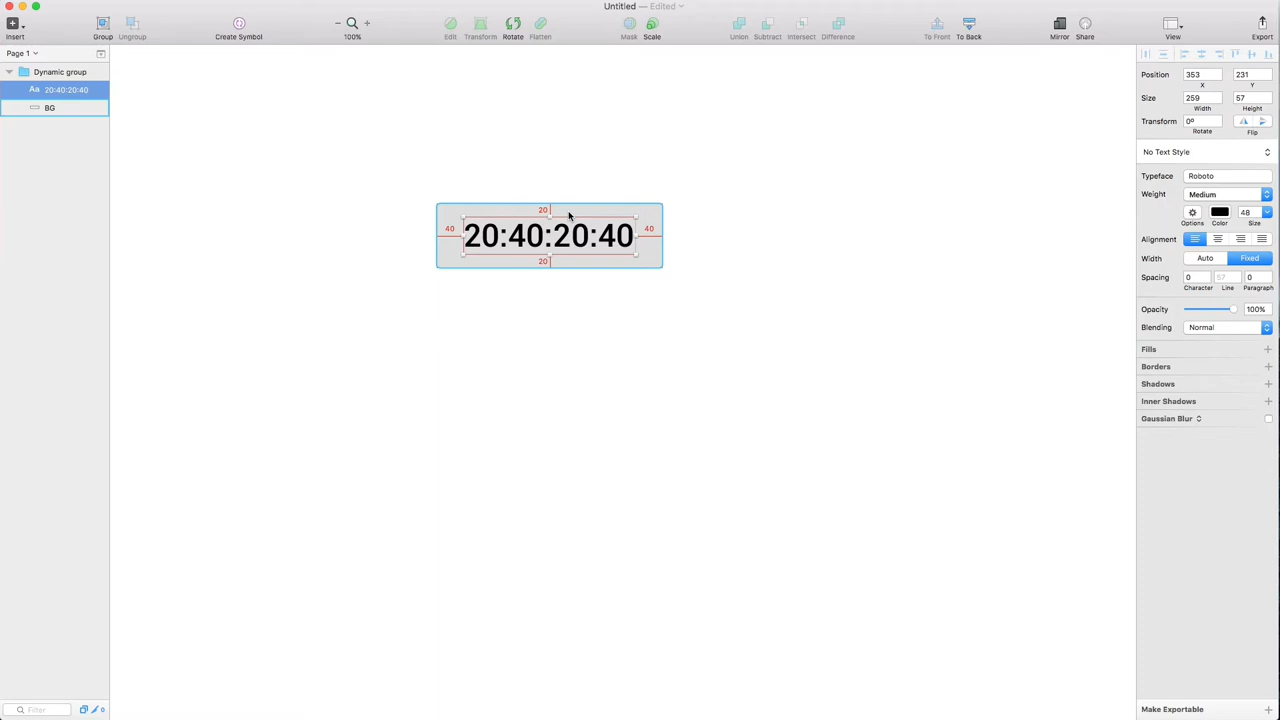 Untitled — Edited
Insert
Group
Ungroup
Create Symbol
100%
Edit
Transform
Rotate
Flatten
Mask
Scale
Union
Subtract
Intersect
Difference
To Front
To Back
Mirror
Share
View
Export
Page 1
Dynamic group
Aa 20:40:20:40
BG
20
40 20:40:20:40 40
20
Position 353 231
X Y
Size 259 57
Width Height
Transform 0º
Rotate Flip
No Text Style
Typeface Roboto
Weight Medium
48
Options Color Size
Alignment
Width Auto Fixed
Spacing 0 57 0
Character Line Paragraph
Opacity 100%
Blending Normal
Fills
Borders
Shadows
Inner Shadows
Gaussian Blur
Filter 0
Make Exportable